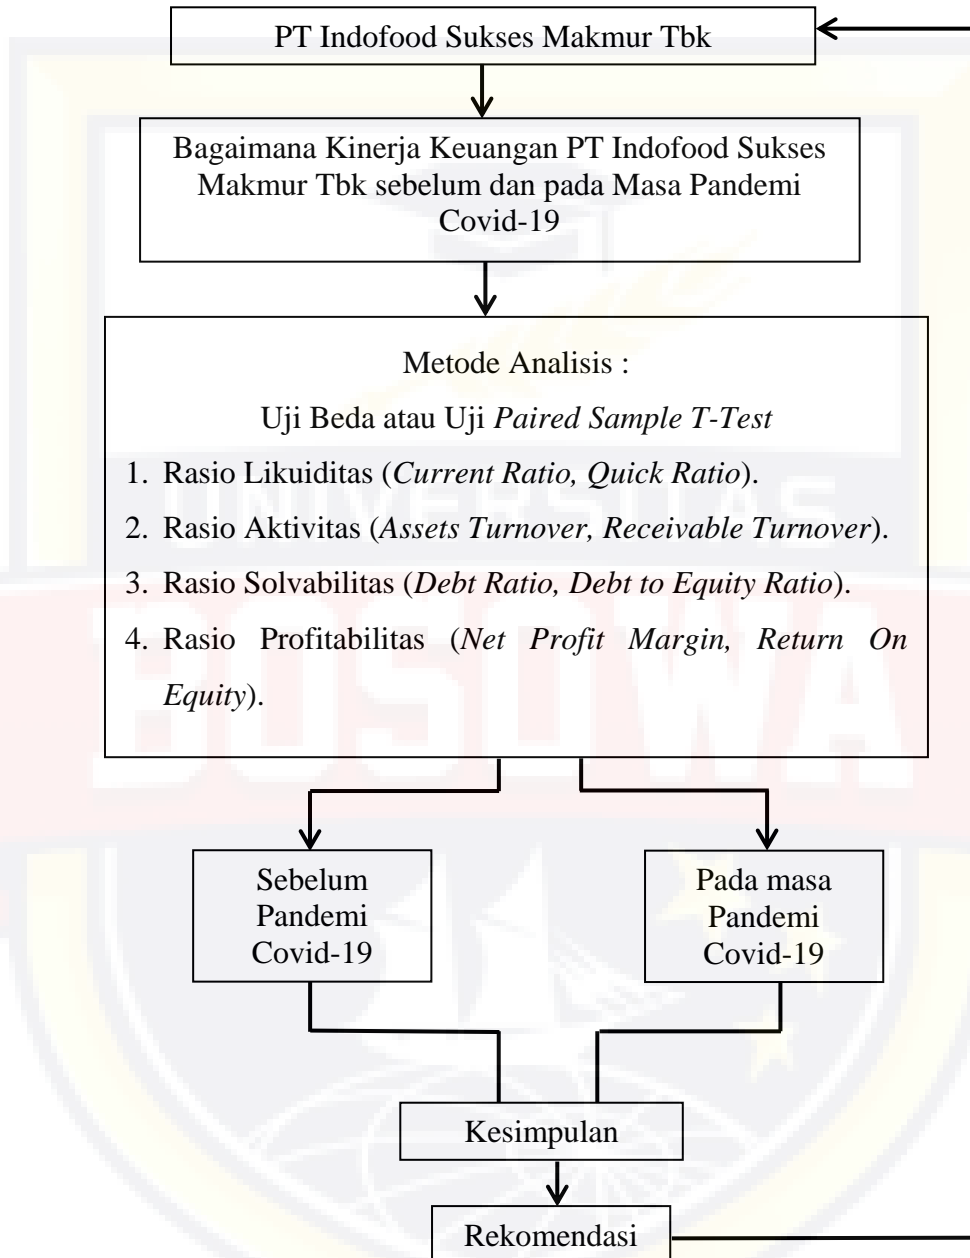 PT Indofood Sukses Makmur Tbk
Bagaimana Kinerja Keuangan PT Indofood Sukses
Makmur Tbk sebelum dan pada Masa Pandemi
Covid-19
Metode Analisis :
Uji Beda atau Uji Paired Sample T-Test
1. Rasio Likuiditas (Current Ratio, Quick Ratio).
2. Rasio Aktivitas (Assets Turnover, Receivable Turnover).
3. Rasio Solvabilitas (Debt Ratio, Debt to Equity Ratio).
4. Rasio Profitabilitas (Net Profit Margin, Return On
Equity).
UNIVERSITAS
BOSOWA
Sebelum
Pandemi
Covid-19
Pada masa
Pandemi
Covid-19
Kesimpulan
Rekomendasi